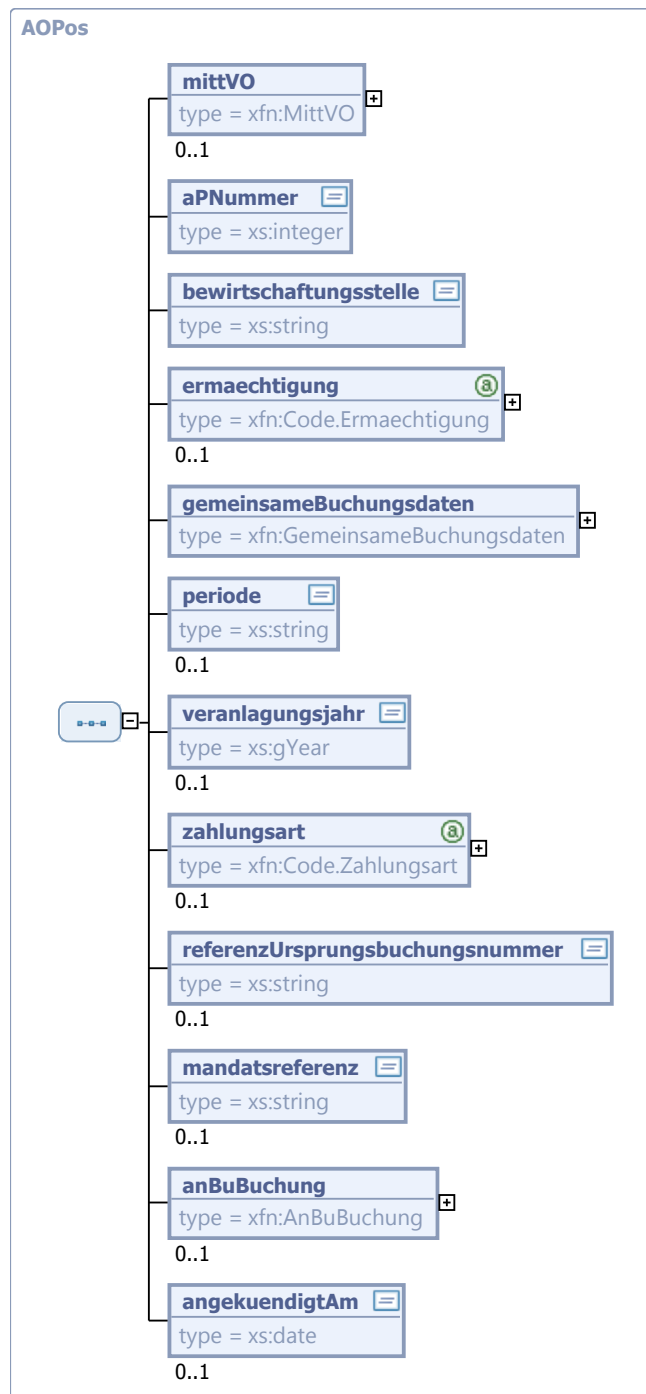 AOPos
mittVO
type = xfn:MittVO
0..1
aPNummer
type = xs:integer
bewirtschaftungsstelle
type = xs:string
ermaechtigung
type = xfn:Code.Ermaechtigung
0..1
gemeinsameBuchungsdaten
type = xfn:GemeinsameBuchungsdaten
periode
type = xs:string
0..1
veranlagungsjahr
type = xs:gYear
0..1
zahlungsart
type = xfn:Code.Zahlungsart
0..1
referenzUrsprungsbuchungsnummer
type = xs:string
0..1
mandatsreferenz
type = xs:string
0..1
anBuBuchung
type = xfn:AnBuBuchung
0..1
angekuendigtAm
type = xs:date
0..1